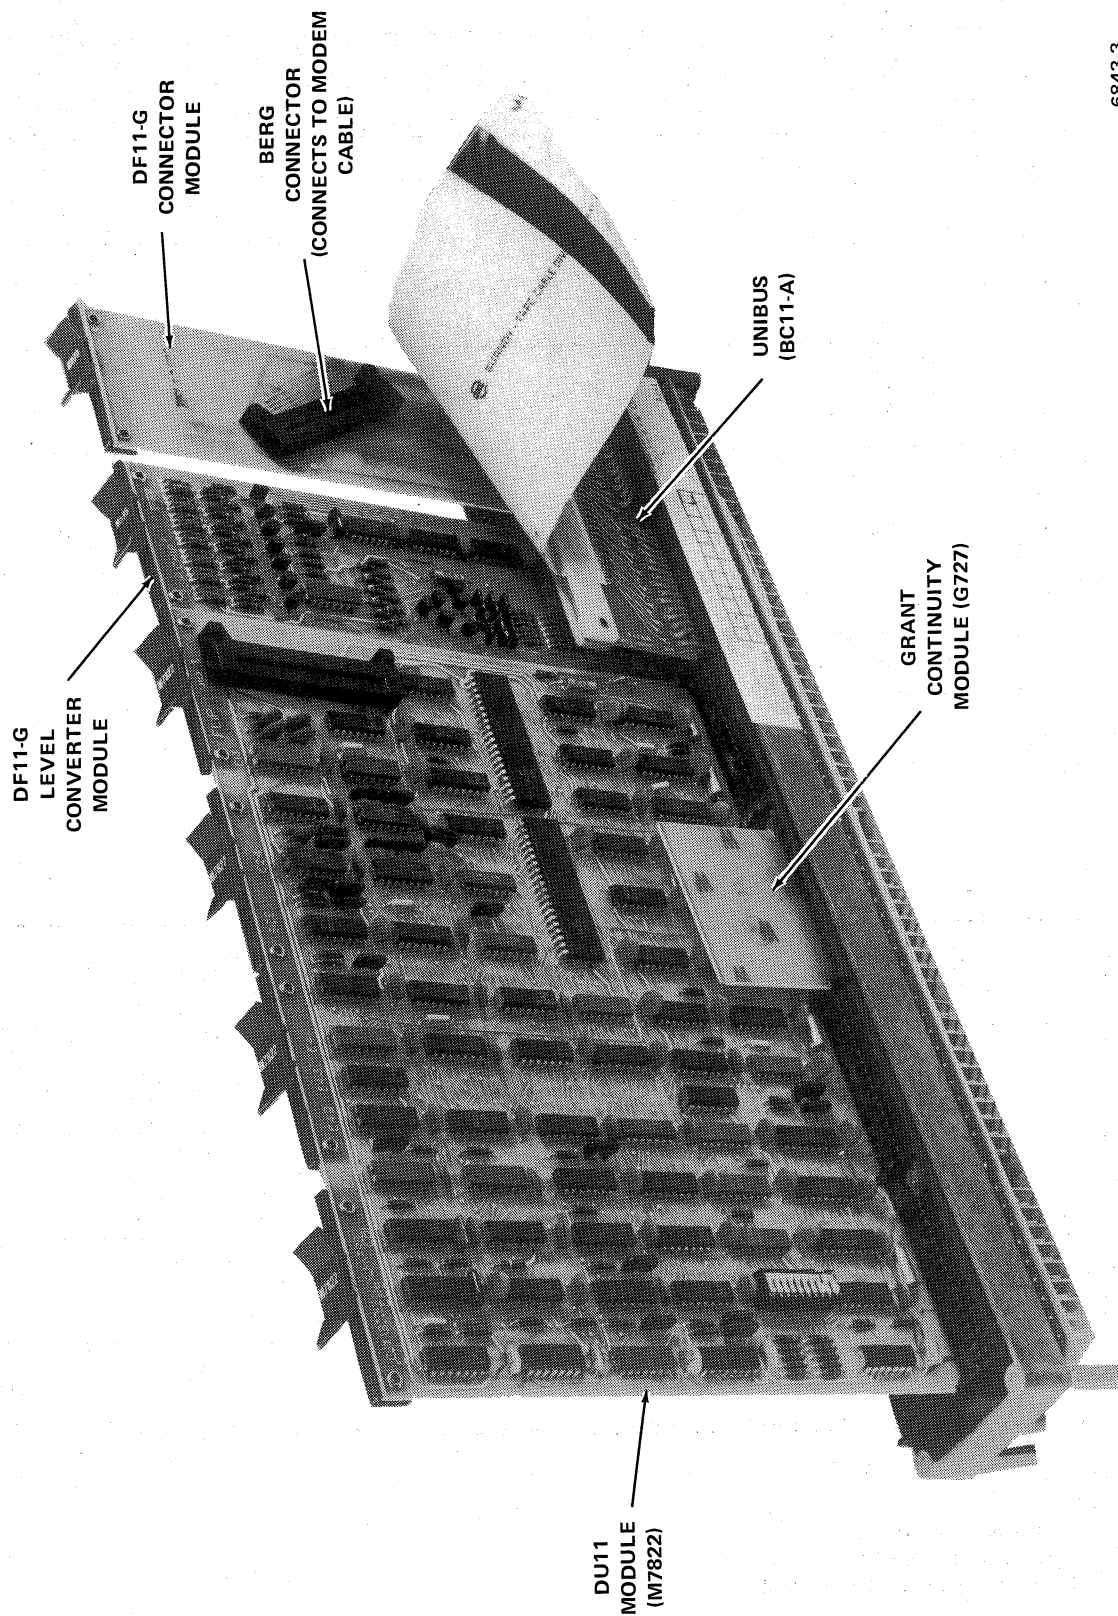 DF11-G
CONNECTOR
MODULE
BERG
CONNECTOR
(CONNECTS TO MODEM
CABLE)
DF11-G
LEVEL
CONVERTER
MODULE
UNIBUS
(BC11-A)
GRANT
CONTINUITY
MODULE (G727)
DU11
MODULE
(M7822)
6843-3